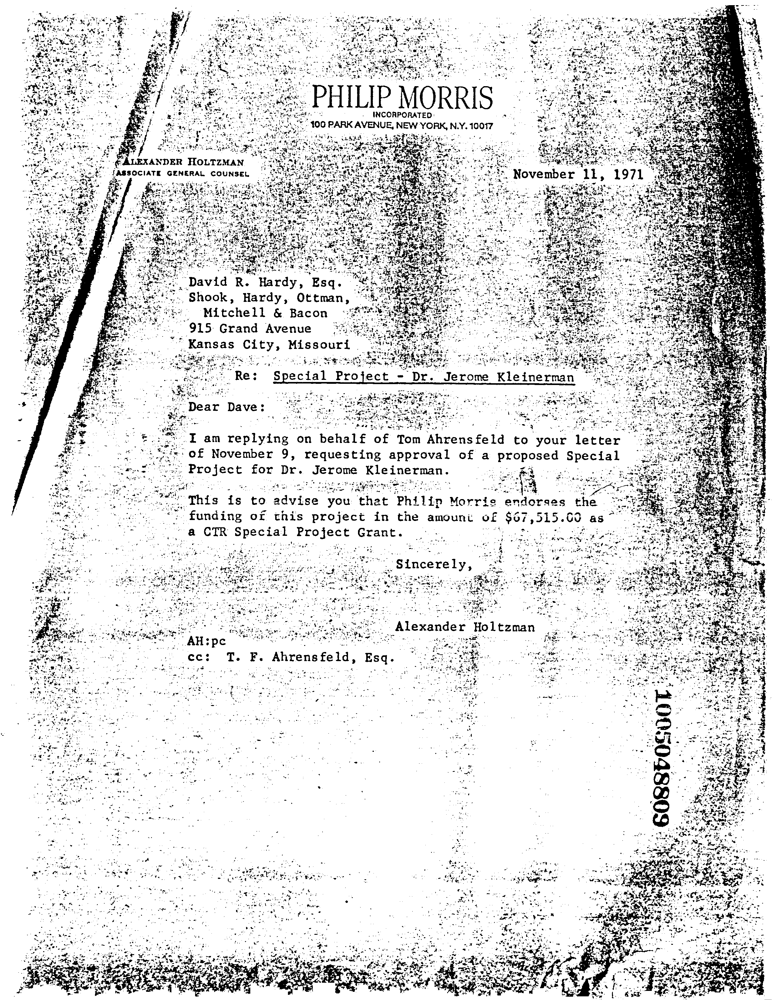 PHILIP MORRIS
INCORPORATED
100 PARK AVENUE, NEW YORK, N.Y. 10017
ALEXANDER HOLTZMAN
ASSOCIATE GENERAL COUNSEL
November 11, 1971
David R. Hardy, Esq.
Shook, Hardy, Ottman,
Mitchell & Bacon
915 Grand Avenue
Kansas City, Missouri
Re: Special Project - Dr. Jerome Kleinerman
Dear Dave:
I am replying on behalf of Tom Ahrensfeld to your letter
of November 9, requesting approval of a proposed Special
Project for Dr. Jerome Kleinerman.
This is to advise you that Philip Morris endorses the
funding of this project in the amount of $67,515.00 as
a CTR Special Project Grant.
Sincerely,
Alexander Holtzman
AH:pc
cc: T. F. Ahrensfeld, Esq.
1005048809